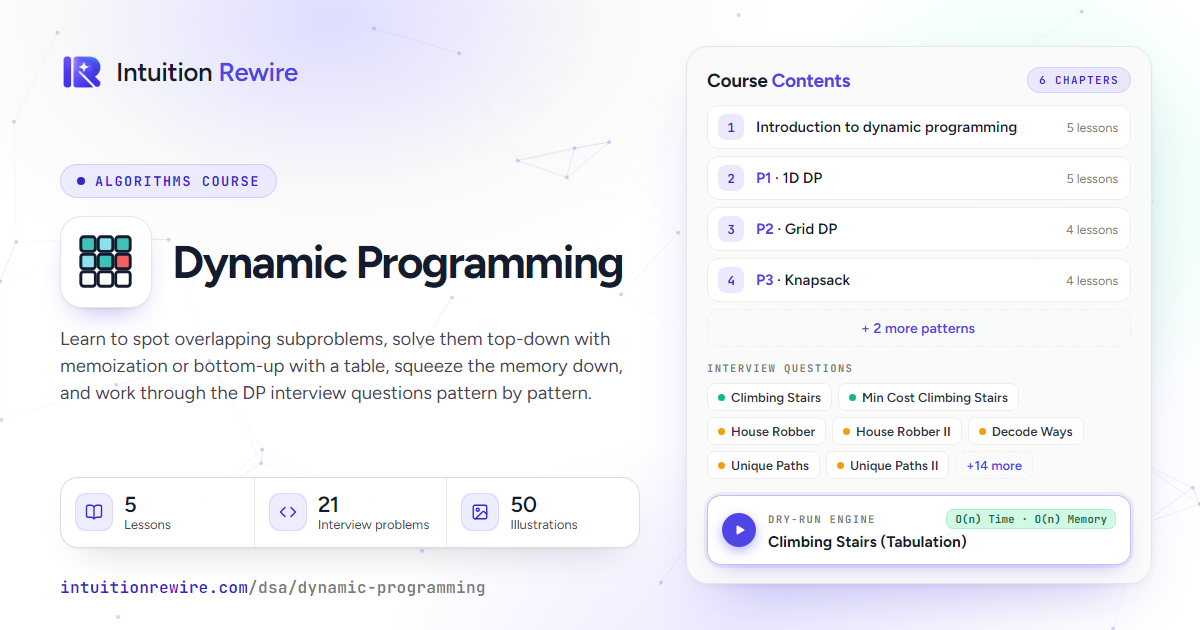 Intuition Rewire
ALGORITHMS COURSE
Dynamic Programming
Learn to spot overlapping subproblems, solve them top-down with
memoization or bottom-up with a table, squeeze the memory down,
and work through the DP interview questions pattern by pattern.
5
Lessons
21
Interview problems
50
Illustrations
intuitionrewire.com/dsa/dynamic-programming
Course Contents
6 CHAPTERS
1 Introduction to dynamic programming 5 lessons
2 P1 · 1D DP 5 lessons
3 P2 · Grid DP 4 lessons
4 P3 · Knapsack 4 lessons
+ 2 more patterns
INTERVIEW QUESTIONS
Climbing Stairs Min Cost Climbing Stairs
House Robber House Robber II Decode Ways
Unique Paths Unique Paths II +14 more
DRY-RUN ENGINE O(n) Time · O(n) Memory
Climbing Stairs (Tabulation)